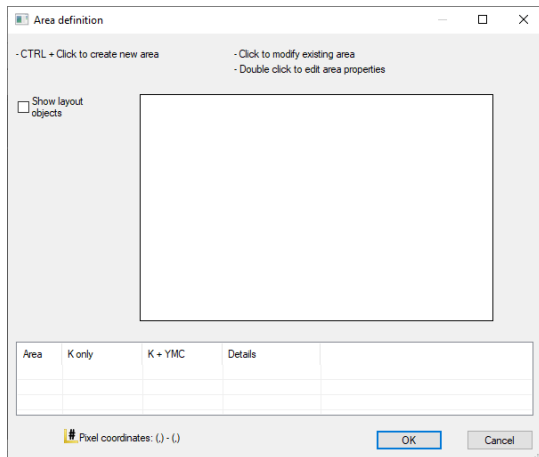 Area definition
- CTRL + Click to create new area
- Click to modify existing area
- Double click to edit area properties
Show layout
objects
Area K only K + YMC Details
Pixel coordinates: (,) - (,)
OK Cancel